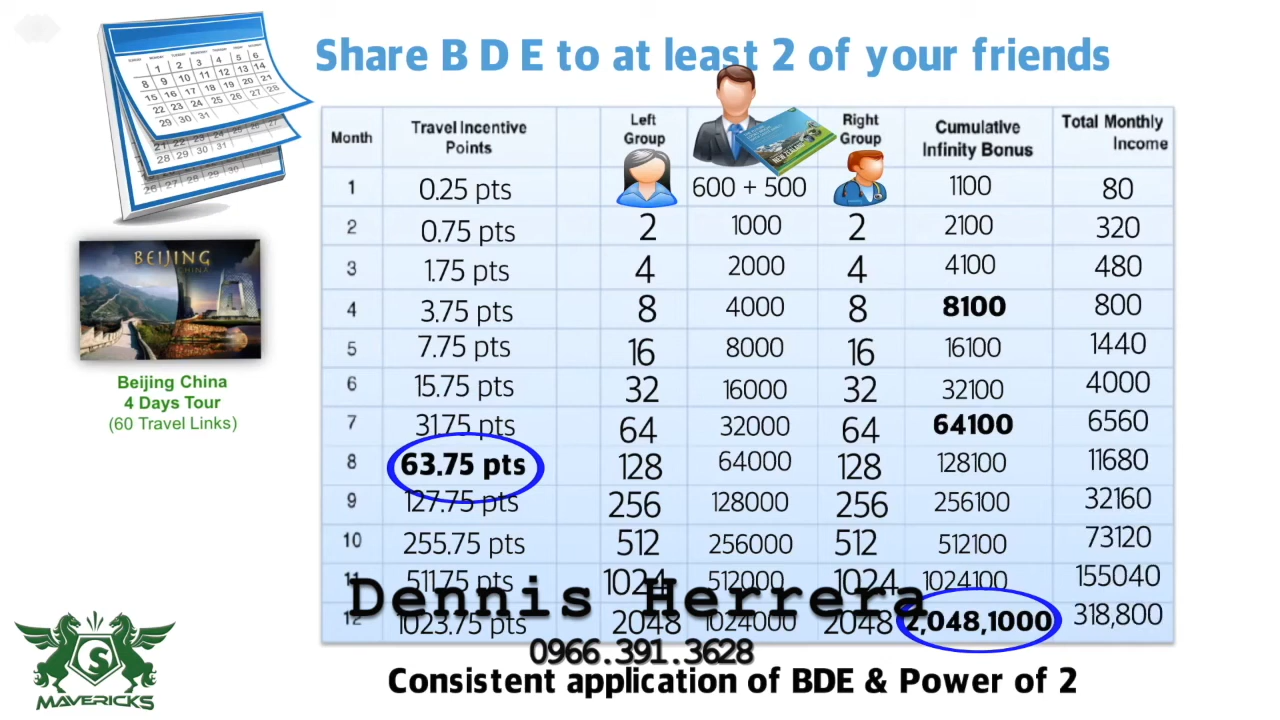 Share B D E to at least 2 of your friends
Month Travel Incentive Points Left Group Right Group Cumulative Infinity Bonus Total Monthly Income
1 0.25 pts 600 + 500 1100 80
2 0.75 pts 2 1000 2 2100 320
3 1.75 pts 4 2000 4 4100 480
4 3.75 pts 8 4000 8 8100 800
5 7.75 pts 16 8000 16 16100 1440
6 15.75 pts 32 16000 32 32100 4000
7 31.75 pts 64 32000 64 64100 6560
8 63.75 pts 128 64000 128 128100 11680
9 127.75 pts 256 128000 256 256100 32160
10 255.75 pts 512 256000 512 512100 73120
11 511.75 pts 1024 512000 1024 1024100 155040
12 1023.75 pts 2048 1024000 2048 2,048,1000 318,800
BEIJING
CHINA
Beijing China
4 Days Tour
(60 Travel Links)
NEW ZEALAND
Dennis Herrera
0966.391.3628
Consistent application of BDE & Power of 2
S
MAVERICKS